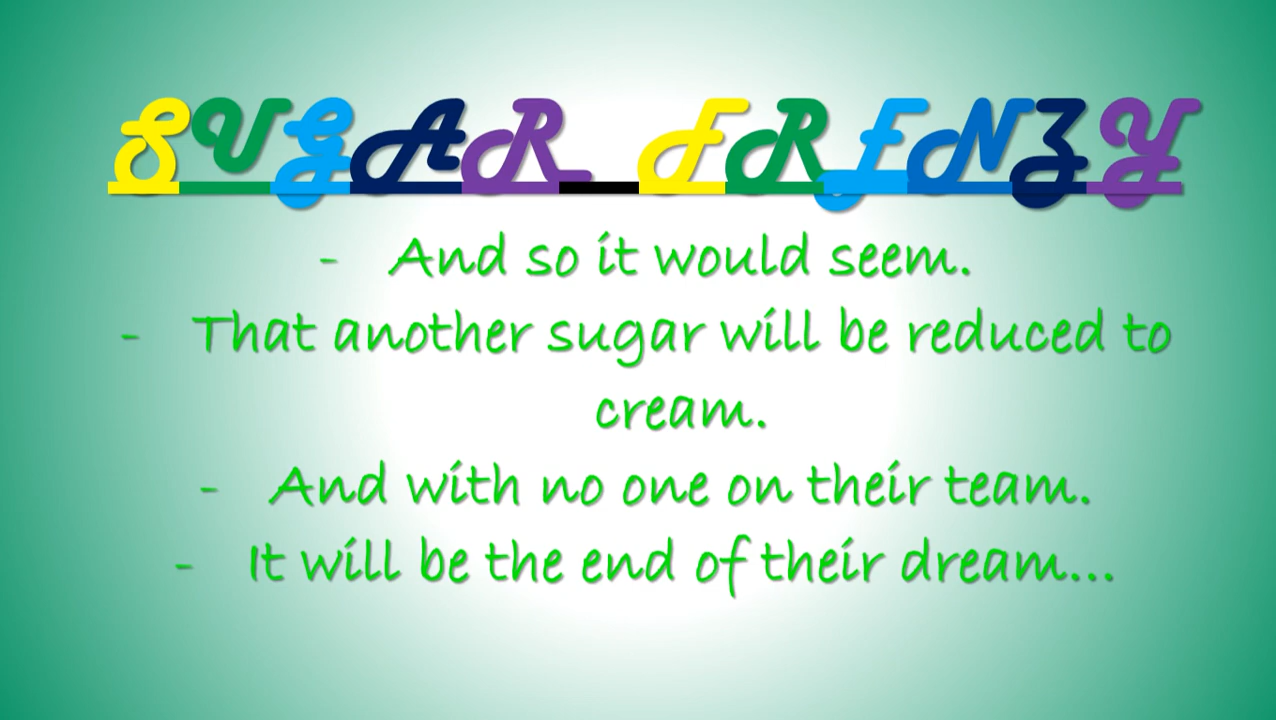 SUGAR FRENZY
- And so it would seem.
- That another sugar will be reduced to
cream.
- And with no one on their team.
- It will be the end of their dream...